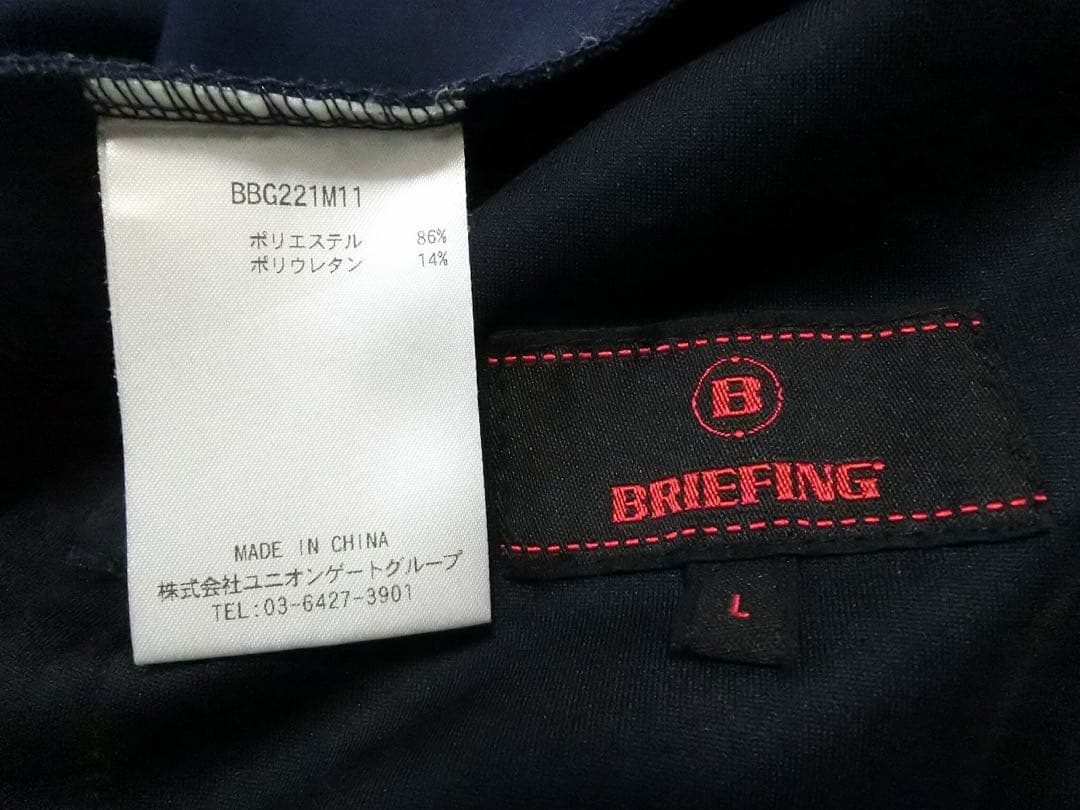 BBG221M11
ポリエステル 86%
ポリウレタン 14%
MADE IN CHINA
株式会社ユニオンゲートグループ
TEL:03-6427-3901
B
BRIEFING
L